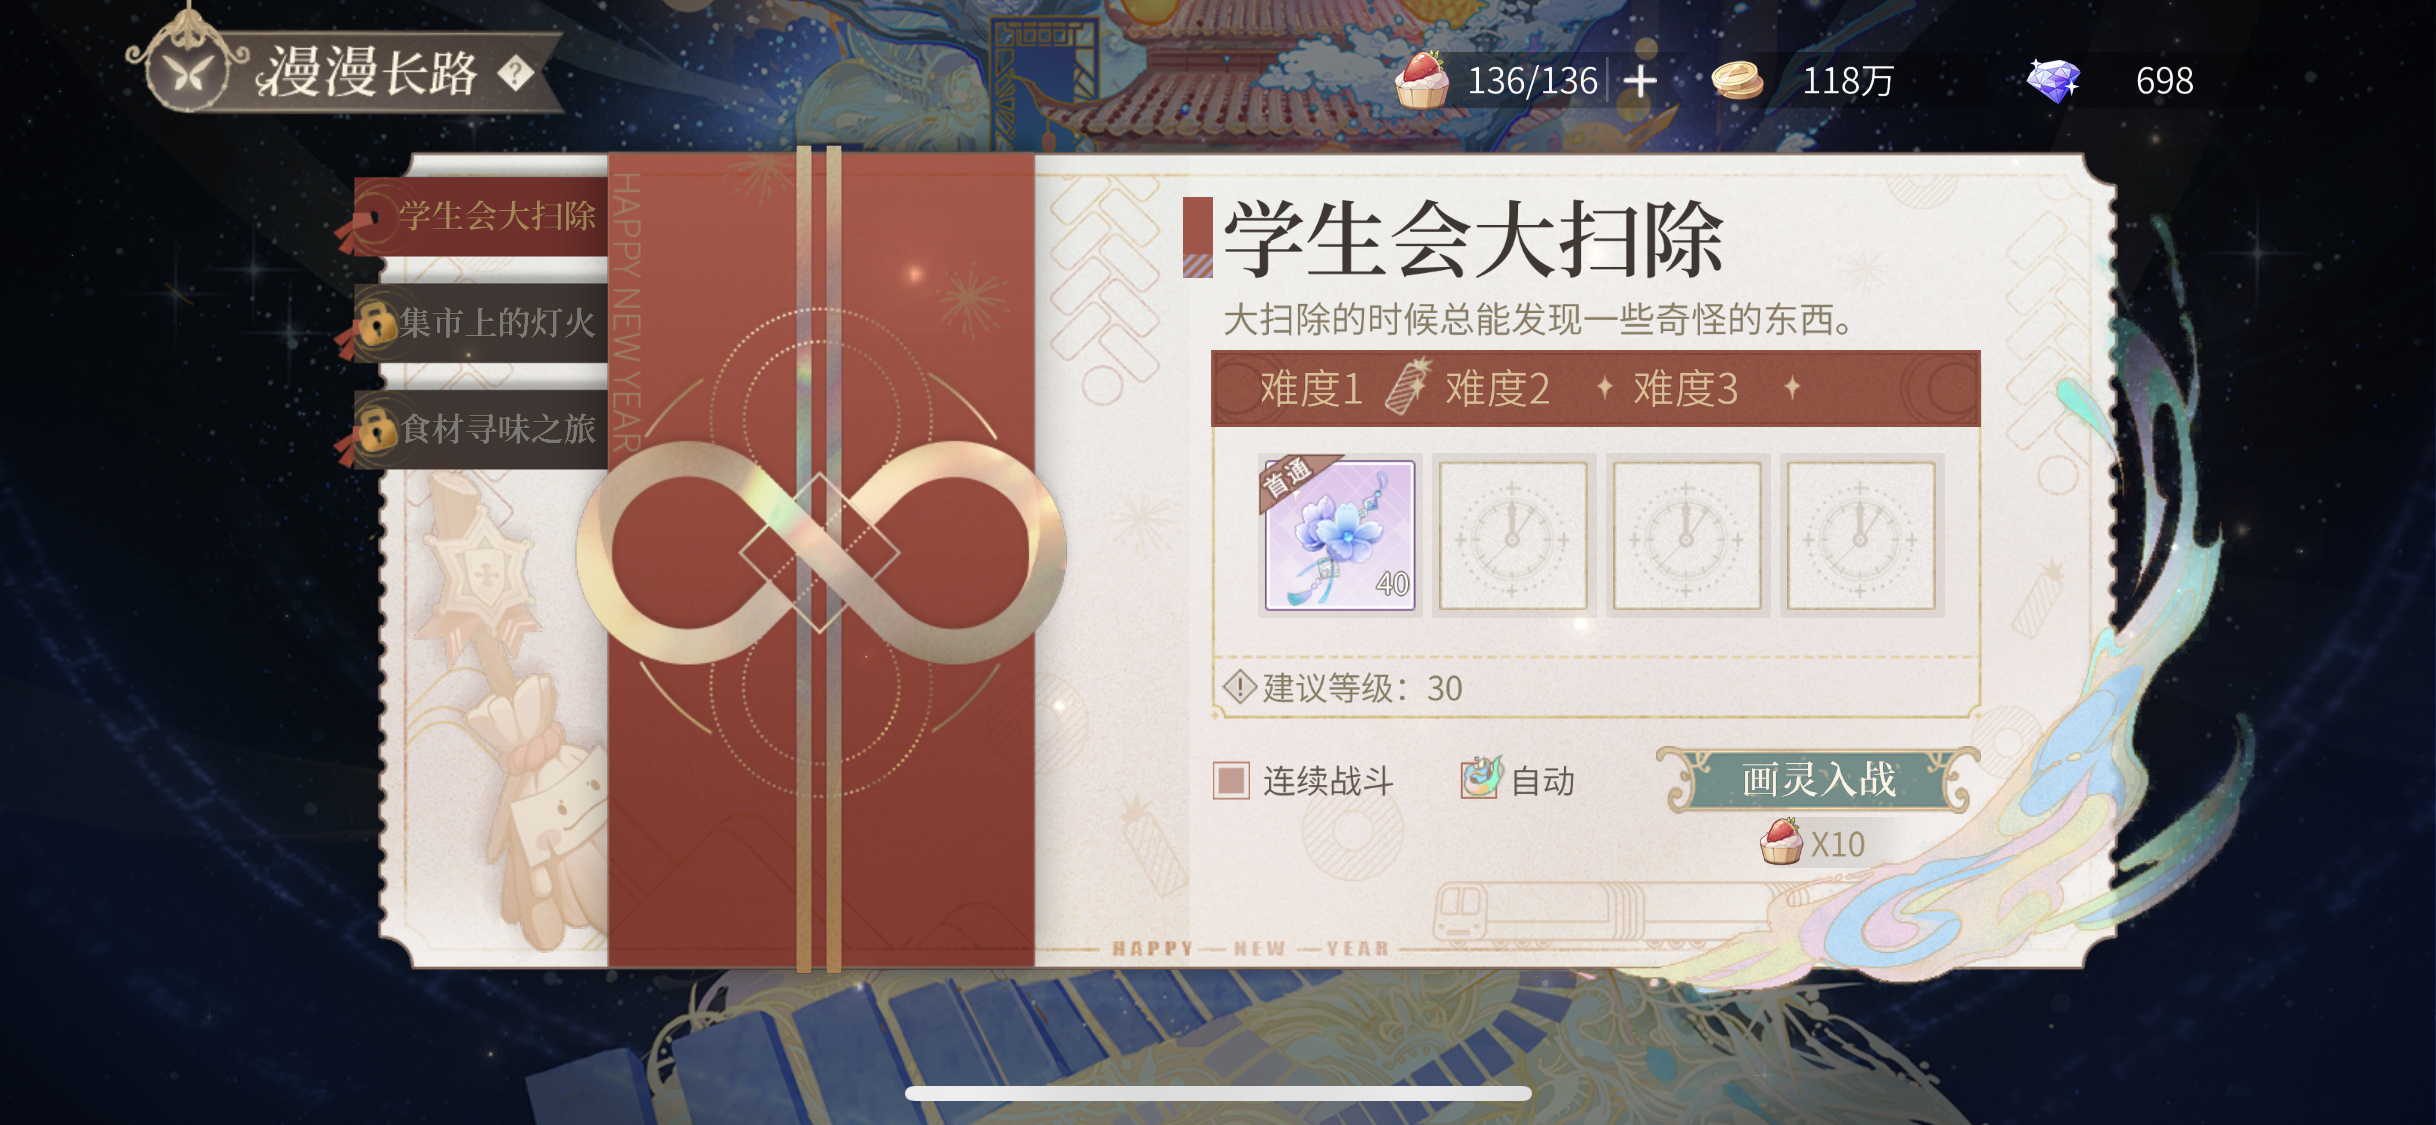 漫漫长路
136/136
118万
698
学生会大扫除
集市上的灯火
食材寻味之旅
HAPPY NEW YEAR
学生会大扫除
大扫除的时候总能发现一些奇怪的东西。
难度1 难度2 难度3
首通
40
建议等级：30
连续战斗
自动
画灵入战
X10
HAPPY NEW YEAR